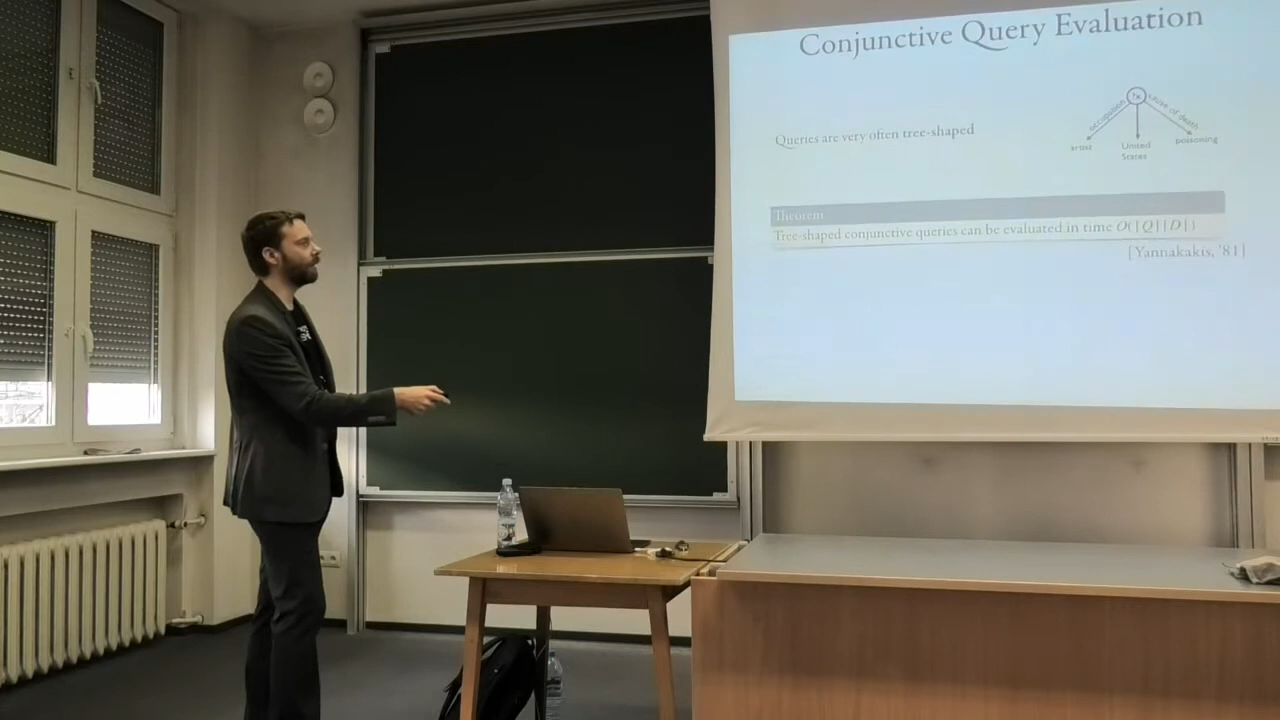 Conjunctive Query Evaluation
Queries are very often tree-shaped
?x
occupation
cause of death
artist
United
States
poisoning
Theorem
Tree-shaped conjunctive queries can be evaluated in time O(|Q||D|)
[Yannakakis, '81]